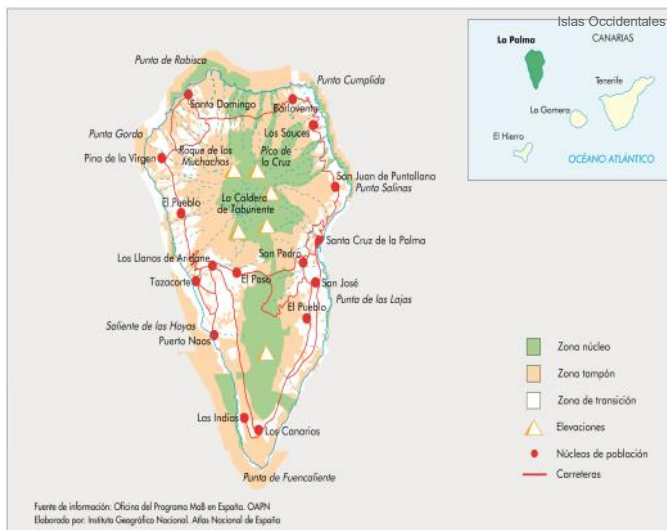 Islas Occidentales
La Palma
CANARIAS
Tenerife
La Gomera
El Hierro
OCÉANO ATLÁNTICO
Punta de Rabisca
Punta Cumplida
Santo Domingo
Barlovento
Los Sauces
Punta Gorda
Roque de los
Muchachos
Pico de
la Cruz
Pino de la Virgen
San Juan de Puntallana
Punta Salinas
El Pueblo
La Caldera
de Taburiente
Santa Cruz de la Palma
Los Llanos de Aridane
San Pedro
El Paso
Tazacorte
San José
Punta de las Lajas
El Pueblo
Saliente de las Hoyas
Puerto Naos
Las Indias
Los Canarios
Punta de Fuencaliente
Zona núcleo
Zona tampón
Zona de transición
Elevaciones
Núcleos de población
Carreteras
Fuente de información: Oficina del Programa MaB en España. OAPN
Elaborado por: Instituto Geográfico Nacional. Atlas Nacional de España